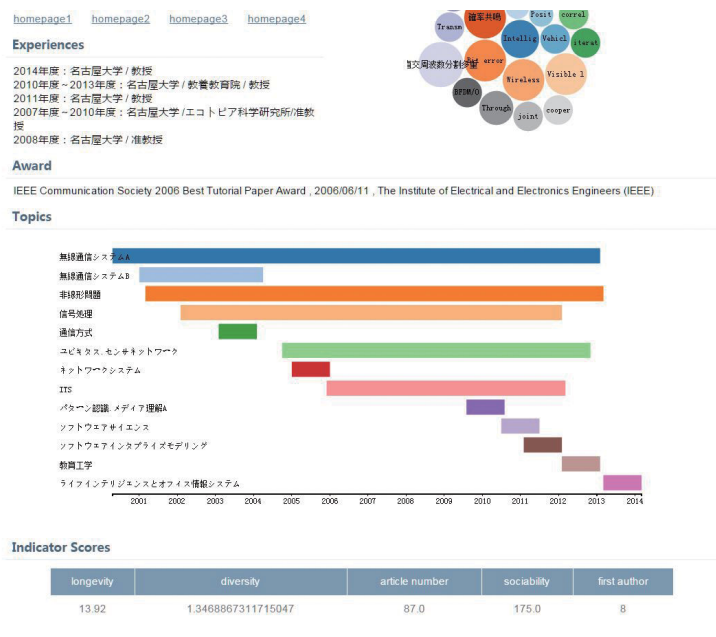 homepage1 homepage2 homepage3 homepage4
Experiences
2014年度：名古屋大学 / 教授
2010年度～2013年度：名古屋大学 / 教養教育院 / 教授
2011年度：名古屋大学 / 教授
2007年度～2010年度：名古屋大学 /エコトピア科学研究所/准教
授
2008年度：名古屋大学 / 准教授
Transm
Posit
correl
Intellig
Vehicl
iterat
error
Wireless
Visible l
Through
joint
cooper
Award
IEEE Communication Society 2006 Best Tutorial Paper Award , 2006/06/11 , The Institute of Electrical and Electronics Engineers (IEEE)
Topics
無線通信システムA
無線通信システムB
非線形問題
信号処理
通信方式
ユビキタス.センサネットワーク
ネットワークシステム
ITS
パターン認識.メディア理解A
ソフトウェアサイエンス
ソフトウェアインタプライズモデリング
教育工学
ライフインテリジェンスとオフィス情報システム
2001 2002 2003 2004 2005 2006 2007 2008 2009 2010 2011 2012 2013 2014
Indicator Scores
longevity diversity article number sociability first author
13.92 1.3468867311715047 87.0 175.0 8